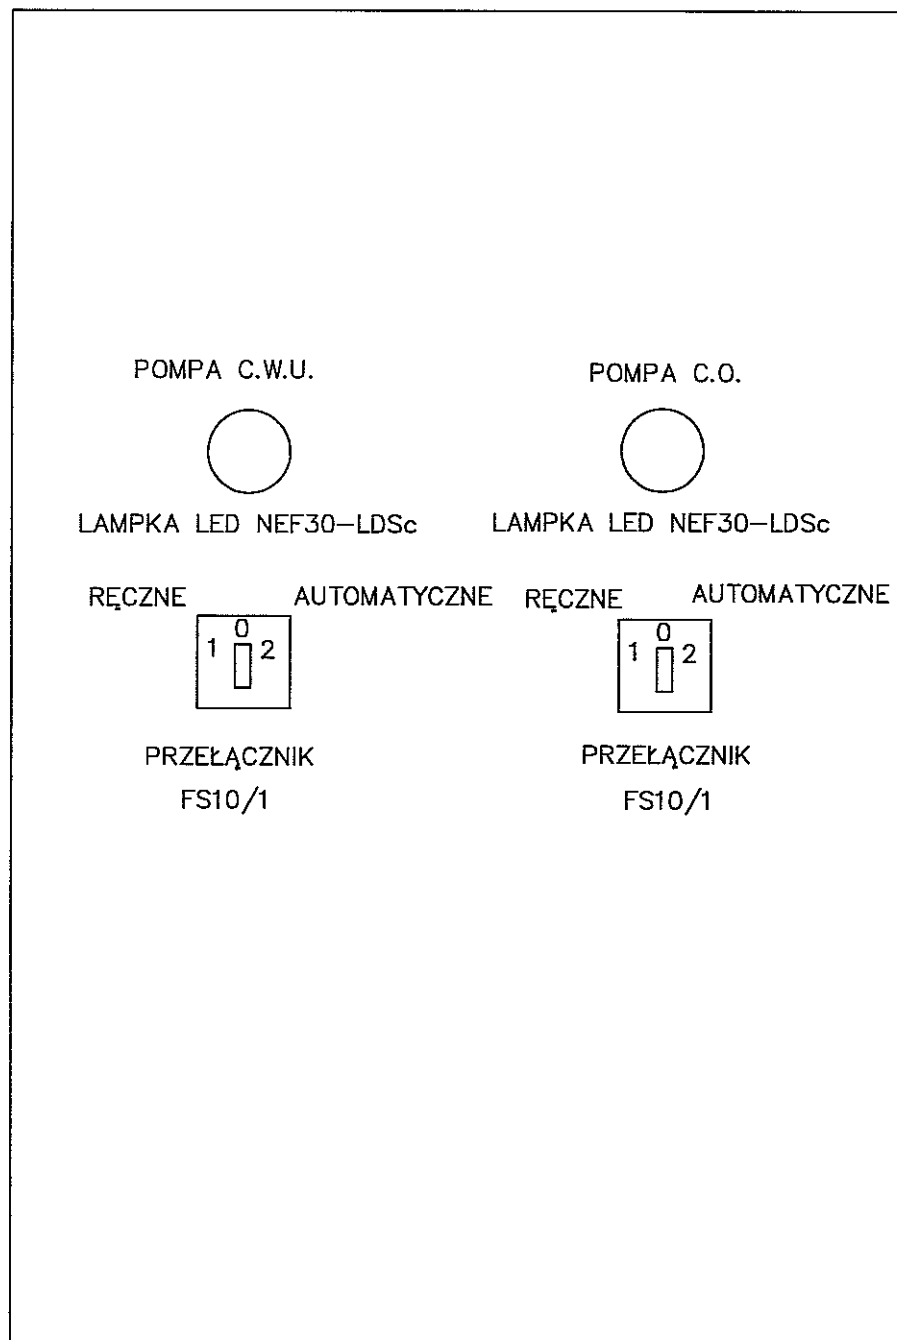 POMPA C.W.U.
LAMPKA LED NEF30-LDSc
RĘCZNE AUTOMATYCZNE
0
1 2
PRZEŁĄCZNIK
FS10/1
POMPA C.O.
LAMPKA LED NEF30-LDSc
RĘCZNE AUTOMATYCZNE
0
1 2
PRZEŁĄCZNIK
FS10/1